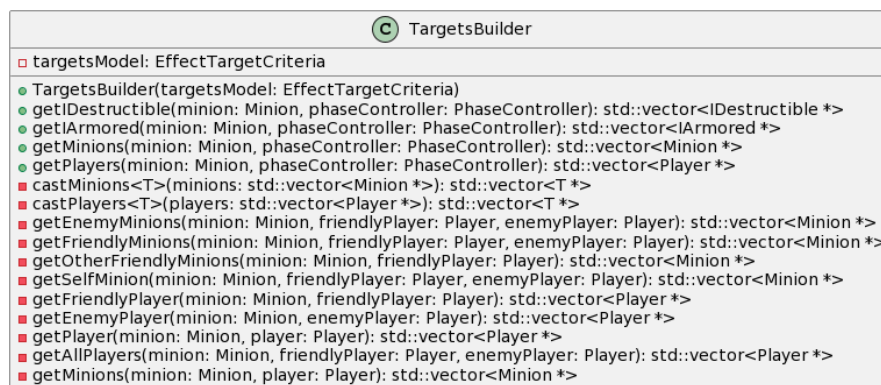 C TargetsBuilder
targetsModel: EffectTargetCriteria
TargetsBuilder(targetsModel: EffectTargetCriteria)
getIDestructible(minion: Minion, phaseController: PhaseController): std::vector<IDestructible *>
getIArmored(minion: Minion, phaseController: PhaseController): std::vector<IArmored *>
getMinions(minion: Minion, phaseController: PhaseController): std::vector<Minion *>
getPlayers(minion: Minion, phaseController: PhaseController): std::vector<Player *>
castMinions<T>(minions: std::vector<Minion *>): std::vector<T *>
castPlayers<T>(players: std::vector<Player *>): std::vector<T *>
getEnemyMinions(minion: Minion, friendlyPlayer: Player, enemyPlayer: Player): std::vector<Minion *>
getFriendlyMinions(minion: Minion, friendlyPlayer: Player, enemyPlayer: Player): std::vector<Minion *>
getOtherFriendlyMinions(minion: Minion, friendlyPlayer: Player): std::vector<Minion *>
getSelfMinion(minion: Minion, friendlyPlayer: Player, enemyPlayer: Player): std::vector<Minion *>
getFriendlyPlayer(minion: Minion, friendlyPlayer: Player): std::vector<Player *>
getEnemyPlayer(minion: Minion, enemyPlayer: Player): std::vector<Player *>
getPlayer(minion: Minion, player: Player): std::vector<Player *>
getAllPlayers(minion: Minion, friendlyPlayer: Player, enemyPlayer: Player): std::vector<Player *>
getMinions(minion: Minion, player: Player): std::vector<Minion *>